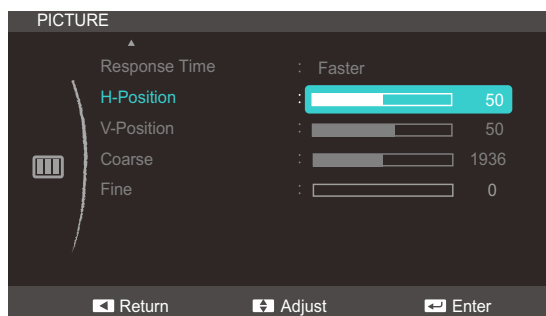 PICTURE
Response Time : Faster
H-Position : 50
V-Position : 50
Coarse : 1936
Fine : 0
Return Adjust Enter